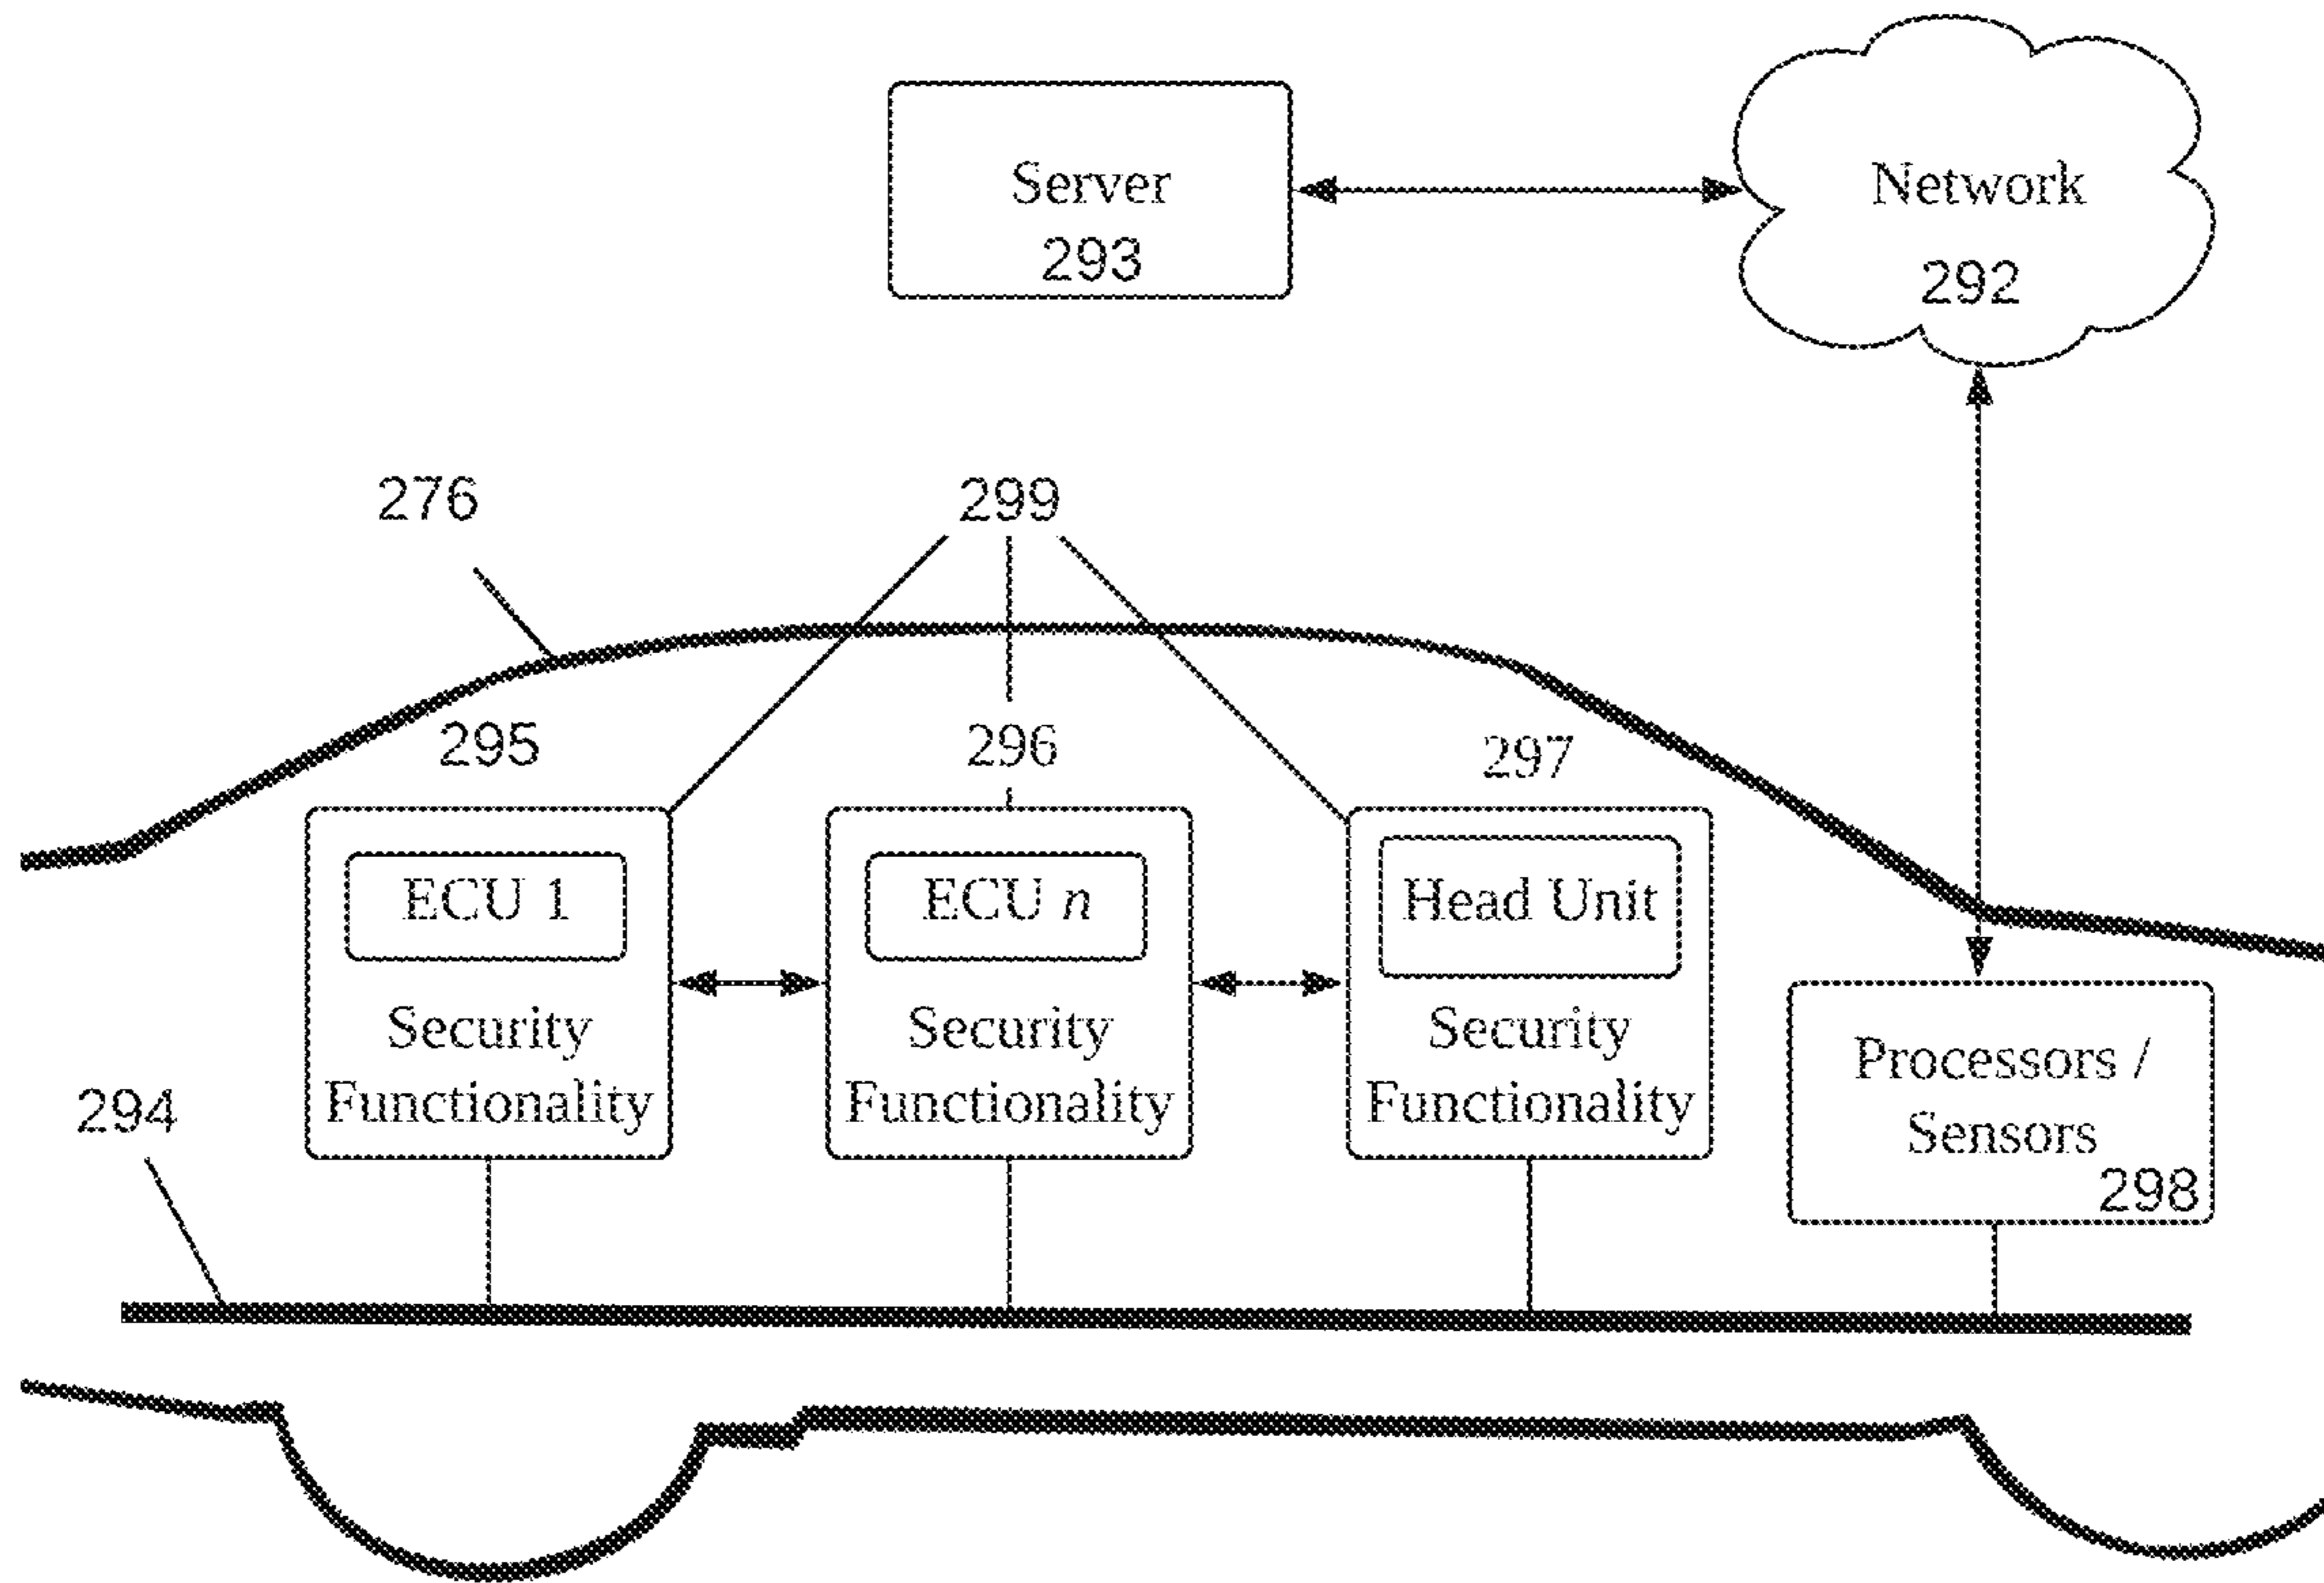 Server
293
Network
292
276
299
295
296
297
ECU 1
Security
Functionality
ECU n
Security
Functionality
Head Unit
Security
Functionality
Processors /
Sensors
298
294